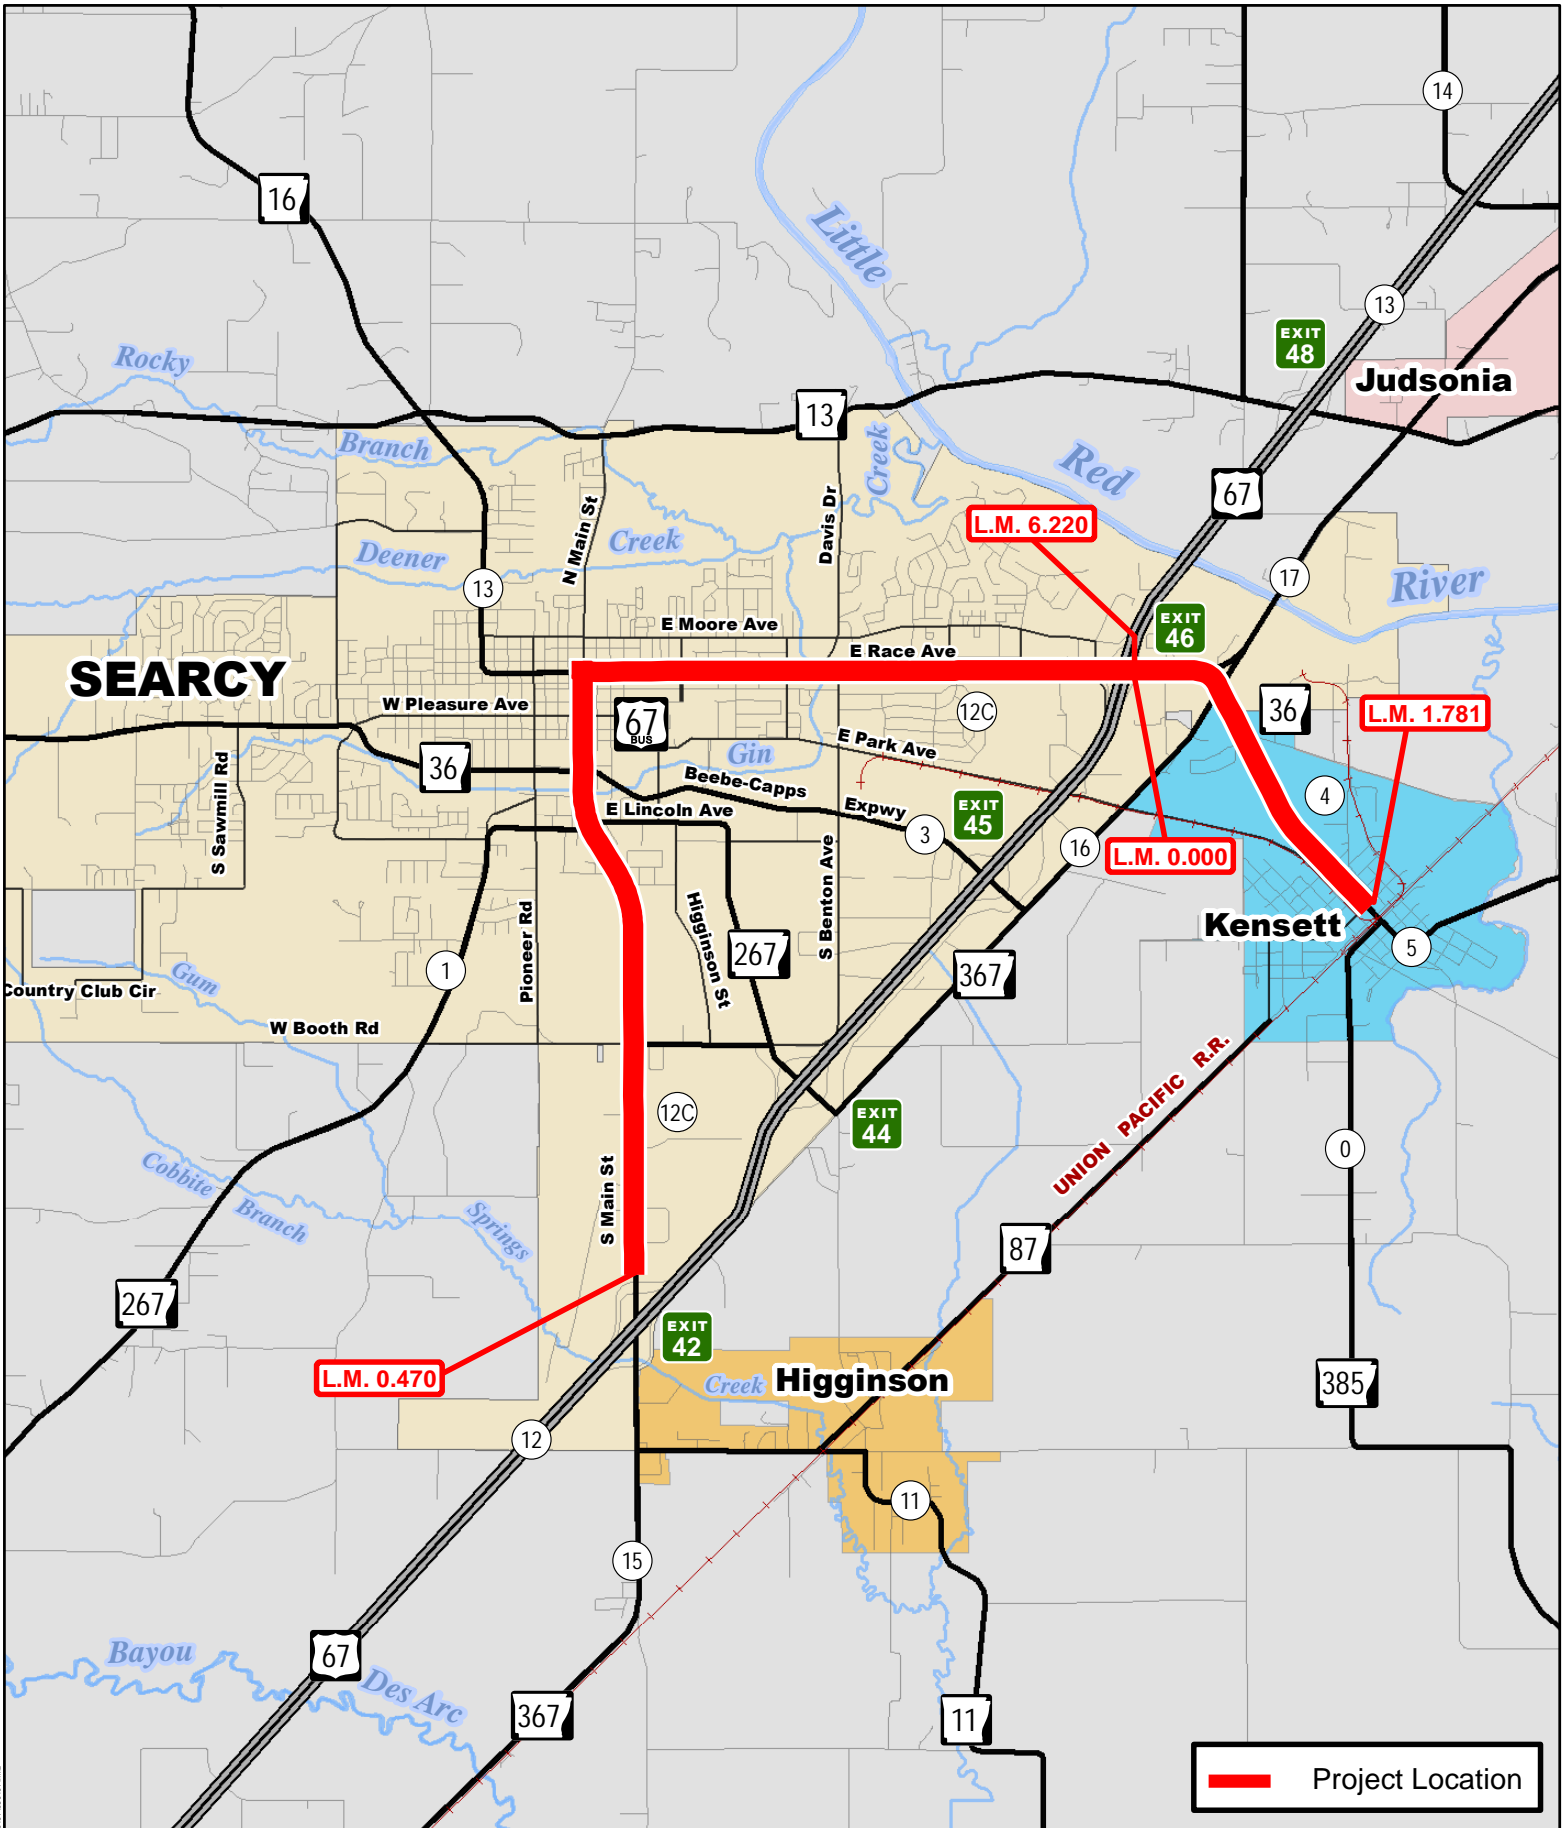 14
16
Little
13
EXIT
48
Rocky
Judsonia
13
Branch
Creek
Red
67
L.M. 6.220
Davis Dr
N Main St
Creek
Deener
17
River
13
EXIT
46
E Moore Ave
E Race Ave
SEARCY
W Pleasure Ave
67
BUS
12C
36
L.M. 1.781
E Park Ave
Gin
36
S Sawmill Rd
Beebe-Capps
Expwy
E Lincoln Ave
EXIT
45
3
4
16
L.M. 0.000
Higginson St
S Benton Ave
Pioneer Rd
Kensett
267
5
1
367
Gum
Country Club Cir
W Booth Rd
UNION PACIFIC R.R.
12C
EXIT
44
0
Cobbite
Branch
S Main St
Springs
87
267
EXIT
42
L.M. 0.470
Creek
Higginson
385
12
11
15
67
Bayou
Des Arc
367
11
Project Location